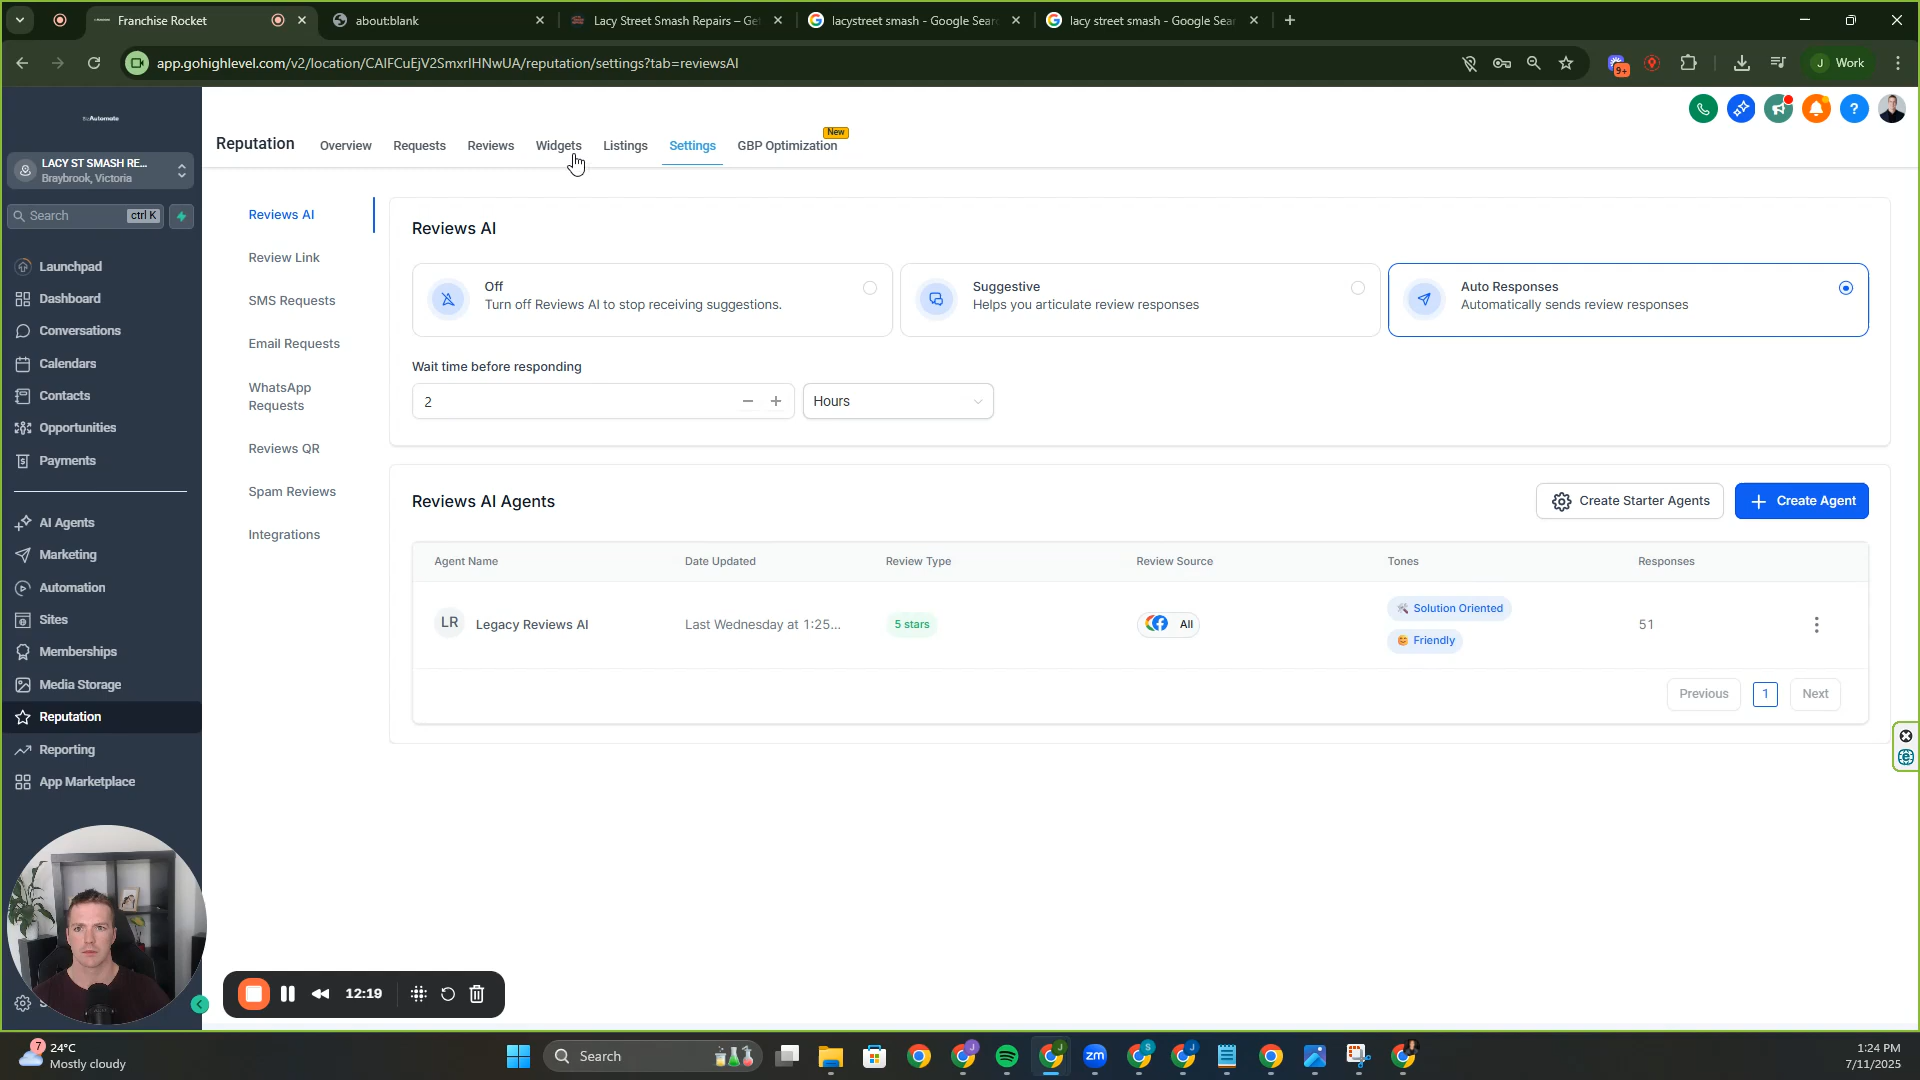 Franchise Rocket
about:blank
Lacy Street Smash Repairs – Get
lacystreet smash - Google Sear
lacy street smash - Google Sear
app.gohighlevel.com/v2/location/CAIFCuEjV2SmxrIHNwUA/reputation/settings?tab=reviewsAI
9+
J Work
BizAutomate
LACY ST SMASH RE...
Braybrook, Victoria
Search ctrl K
Launchpad
Dashboard
Conversations
Calendars
Contacts
Opportunities
Payments
AI Agents
Marketing
Automation
Sites
Memberships
Media Storage
Reputation
Reporting
App Marketplace
Reputation
Overview
Requests
Reviews
Widgets
Listings
Settings
GBP Optimization
New
Reviews AI
Review Link
SMS Requests
Email Requests
WhatsApp
Requests
Reviews QR
Spam Reviews
Integrations
Reviews AI
Off
Turn off Reviews AI to stop receiving suggestions.
Suggestive
Helps you articulate review responses
Auto Responses
Automatically sends review responses
Wait time before responding
2
Hours
Reviews AI Agents
Create Starter Agents
Create Agent
Agent Name Date Updated Review Type Review Source Tones Responses
LR Legacy Reviews AI Last Wednesday at 1:25... 5 stars All Solution Oriented 51
Friendly
Previous 1 Next
12:19
7
24°C
Mostly cloudy
Search
zm
1:24 PM
7/11/2025